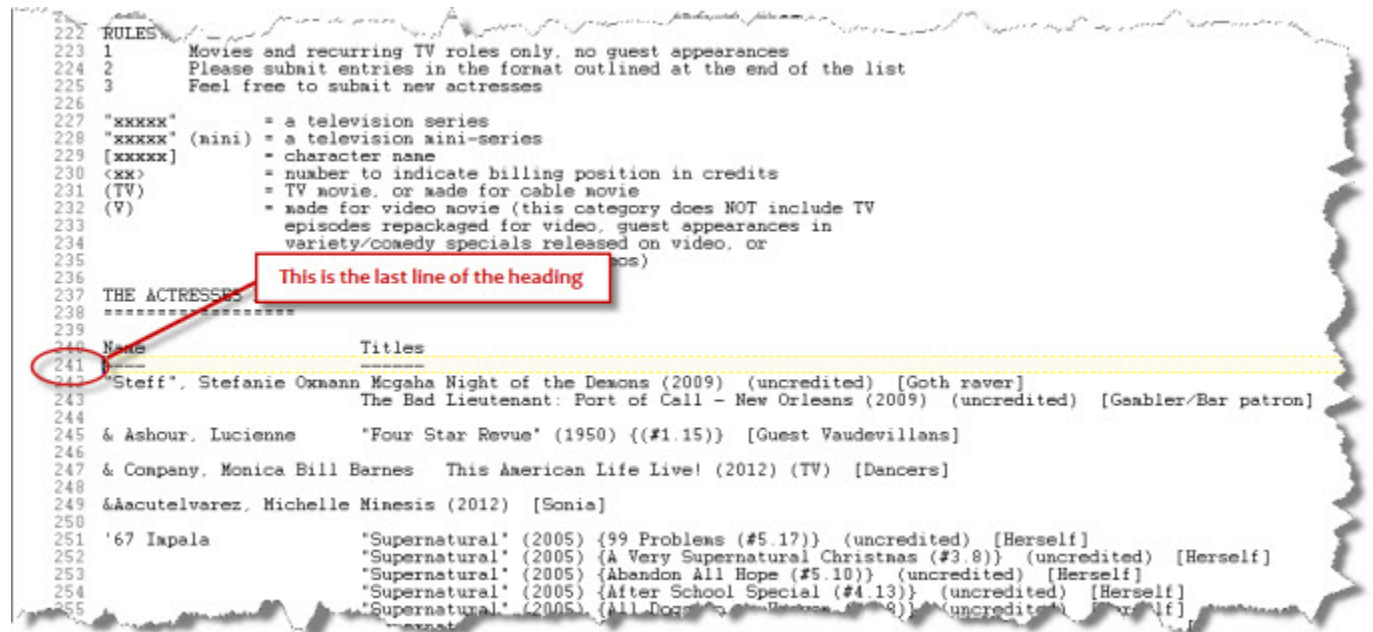 222 RULES
223 1 Movies and recurring TV roles only, no guest appearances
224 2 Please submit entries in the format outlined at the end of the list
225 3 Feel free to submit new actresses
226
227 "xxxxx" = a television series
228 "xxxxx" (mini) = a television mini-series
229 [xxxxx] = character name
230 <xx> = number to indicate billing position in credits
231 (TV) = TV movie, or made for cable movie
232 (V) = made for video movie (this category does NOT include TV
233 episodes repackaged for video, guest appearances in
234 variety/comedy specials released on video, or
235
This is the last line of the heading
236
237 THE ACTRESSES
238 ==================
239
240 Name Titles
241 ---- ------
242 "Steff", Stefanie Oxmann Mcgaha Night of the Demons (2009) (uncredited) [Goth raver]
243 The Bad Lieutenant: Port of Call - New Orleans (2009) (uncredited) [Gambler/Bar patron]
244
245 & Ashour, Lucienne "Four Star Revue" (1950) {(#1.15)} [Guest Vaudevillans]
246
247 & Company, Monica Bill Barnes This American Life Live! (2012) (TV) [Dancers]
248
249 &Aacutelvarez, Michelle Mimesis (2012) [Sonia]
250
251 '67 Impala "Supernatural" (2005) {99 Problems (#5.17)} (uncredited) [Herself]
252 "Supernatural" (2005) {A Very Supernatural Christmas (#3.8)} (uncredited) [Herself]
253 "Supernatural" (2005) {Abandon All Hope (#5.10)} (uncredited) [Herself]
254 "Supernatural" (2005) {After School Special (#4.13)} (uncredited) [Herself]
255 "Supernatural" (2005) {All Dogs